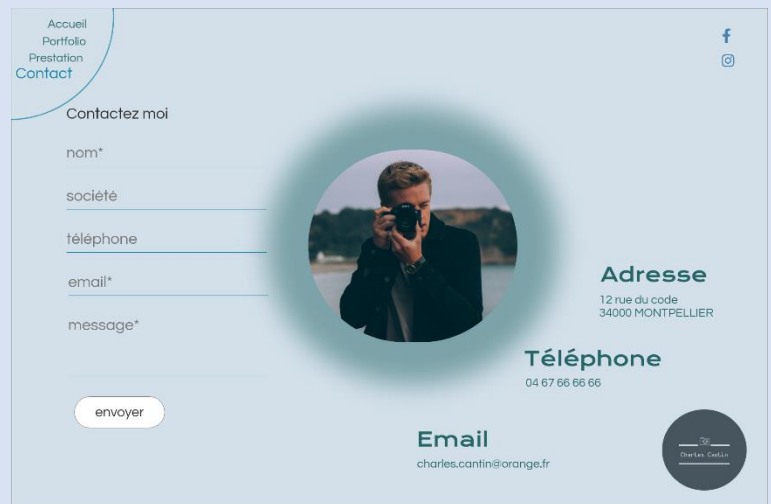 Accueil
Portfolio
Prestation
Contact
Contactez moi
nom*
société
téléphone
email*
message*
envoyer
Adresse
12 rue du code
34000 MONTPELLIER
Téléphone
04 67 66 66 66
Email
charles.cantin@orange.fr
Charles Cantin